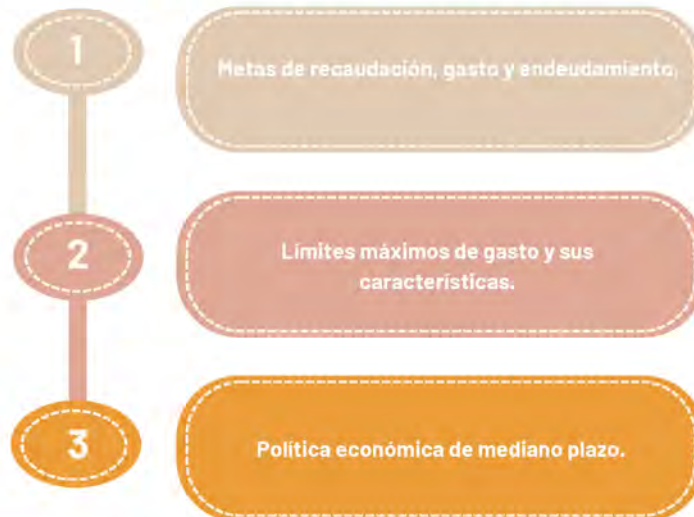 1
Metas de recaudación, gasto y endeudamiento.
2
Límites máximos de gasto y sus
características.
3
Política económica de mediano plazo.